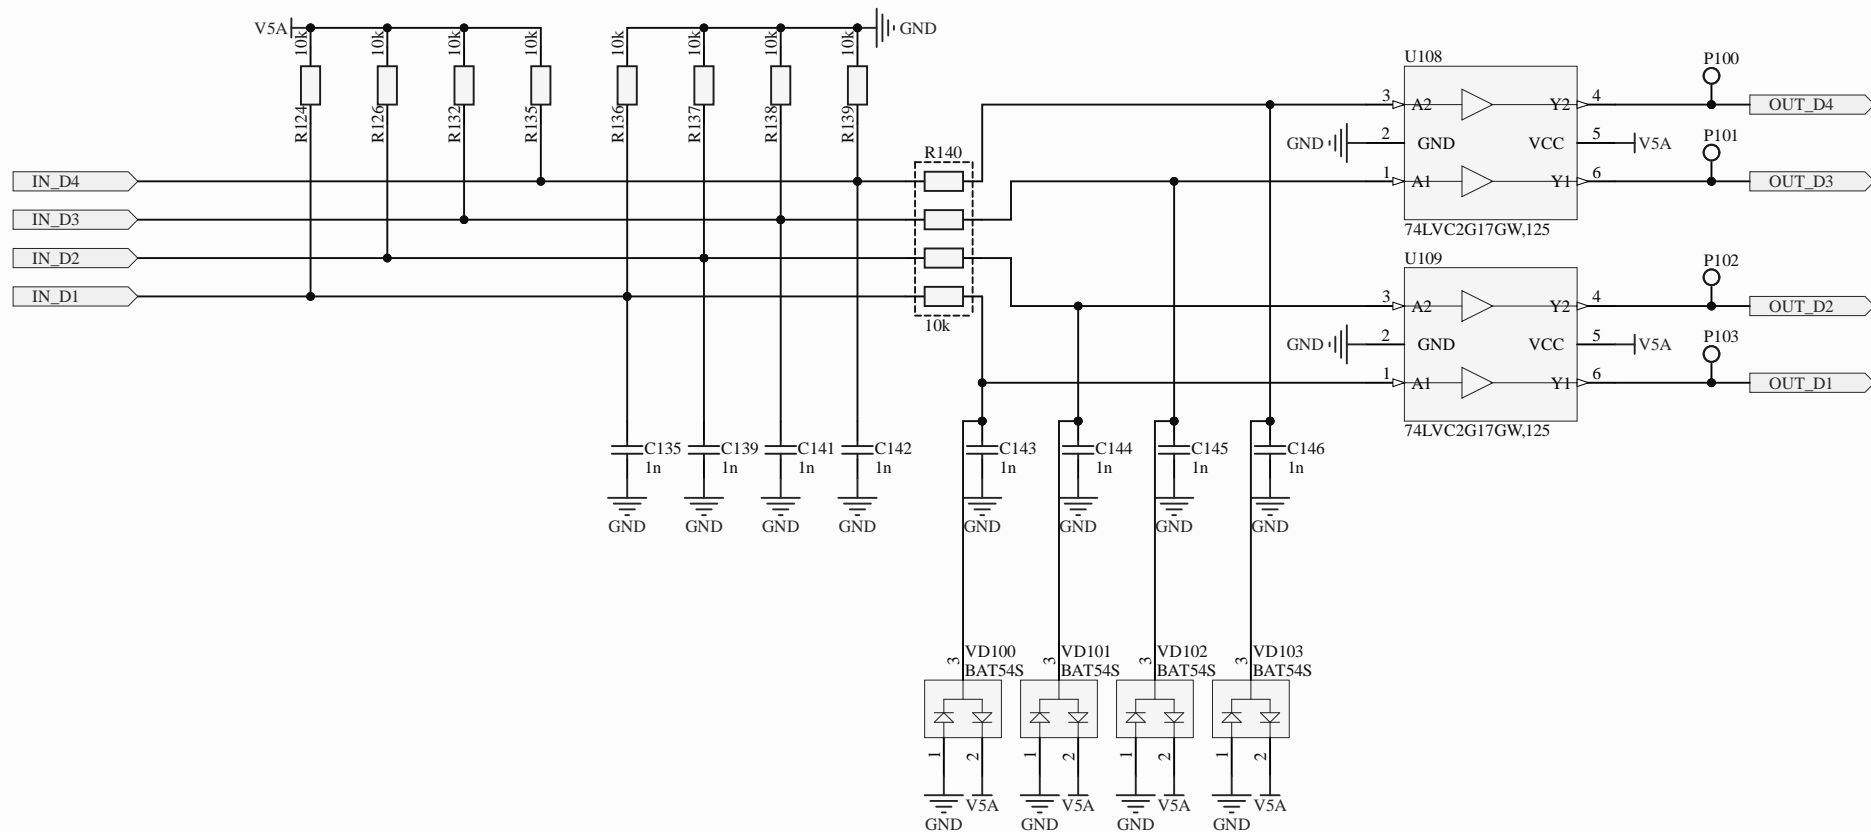 V5A
10k
10k
10k
10k
10k
10k
10k
10k
GND
R124
R126
R132
R135
R136
R137
R138
R139
U108
P100
3
A2
Y2
4
OUT_D4
GND
2
GND
VCC
5
V5A
P101
1
A1
Y1
6
OUT_D3
74LVC2G17GW,125
R140
IN_D4
IN_D3
IN_D2
IN_D1
10k
U109
P102
3
A2
Y2
4
OUT_D2
GND
2
GND
VCC
5
V5A
P103
1
A1
Y1
6
OUT_D1
74LVC2G17GW,125
C135
1n
C139
1n
C141
1n
C142
1n
C143
1n
C144
1n
C145
1n
C146
1n
GND
GND
GND
GND
GND
GND
GND
GND
3
VD100
BAT54S
3
VD101
BAT54S
3
VD102
BAT54S
3
VD103
BAT54S
1
2
1
2
1
2
1
2
GND
V5A
GND
V5A
GND
V5A
GND
V5A